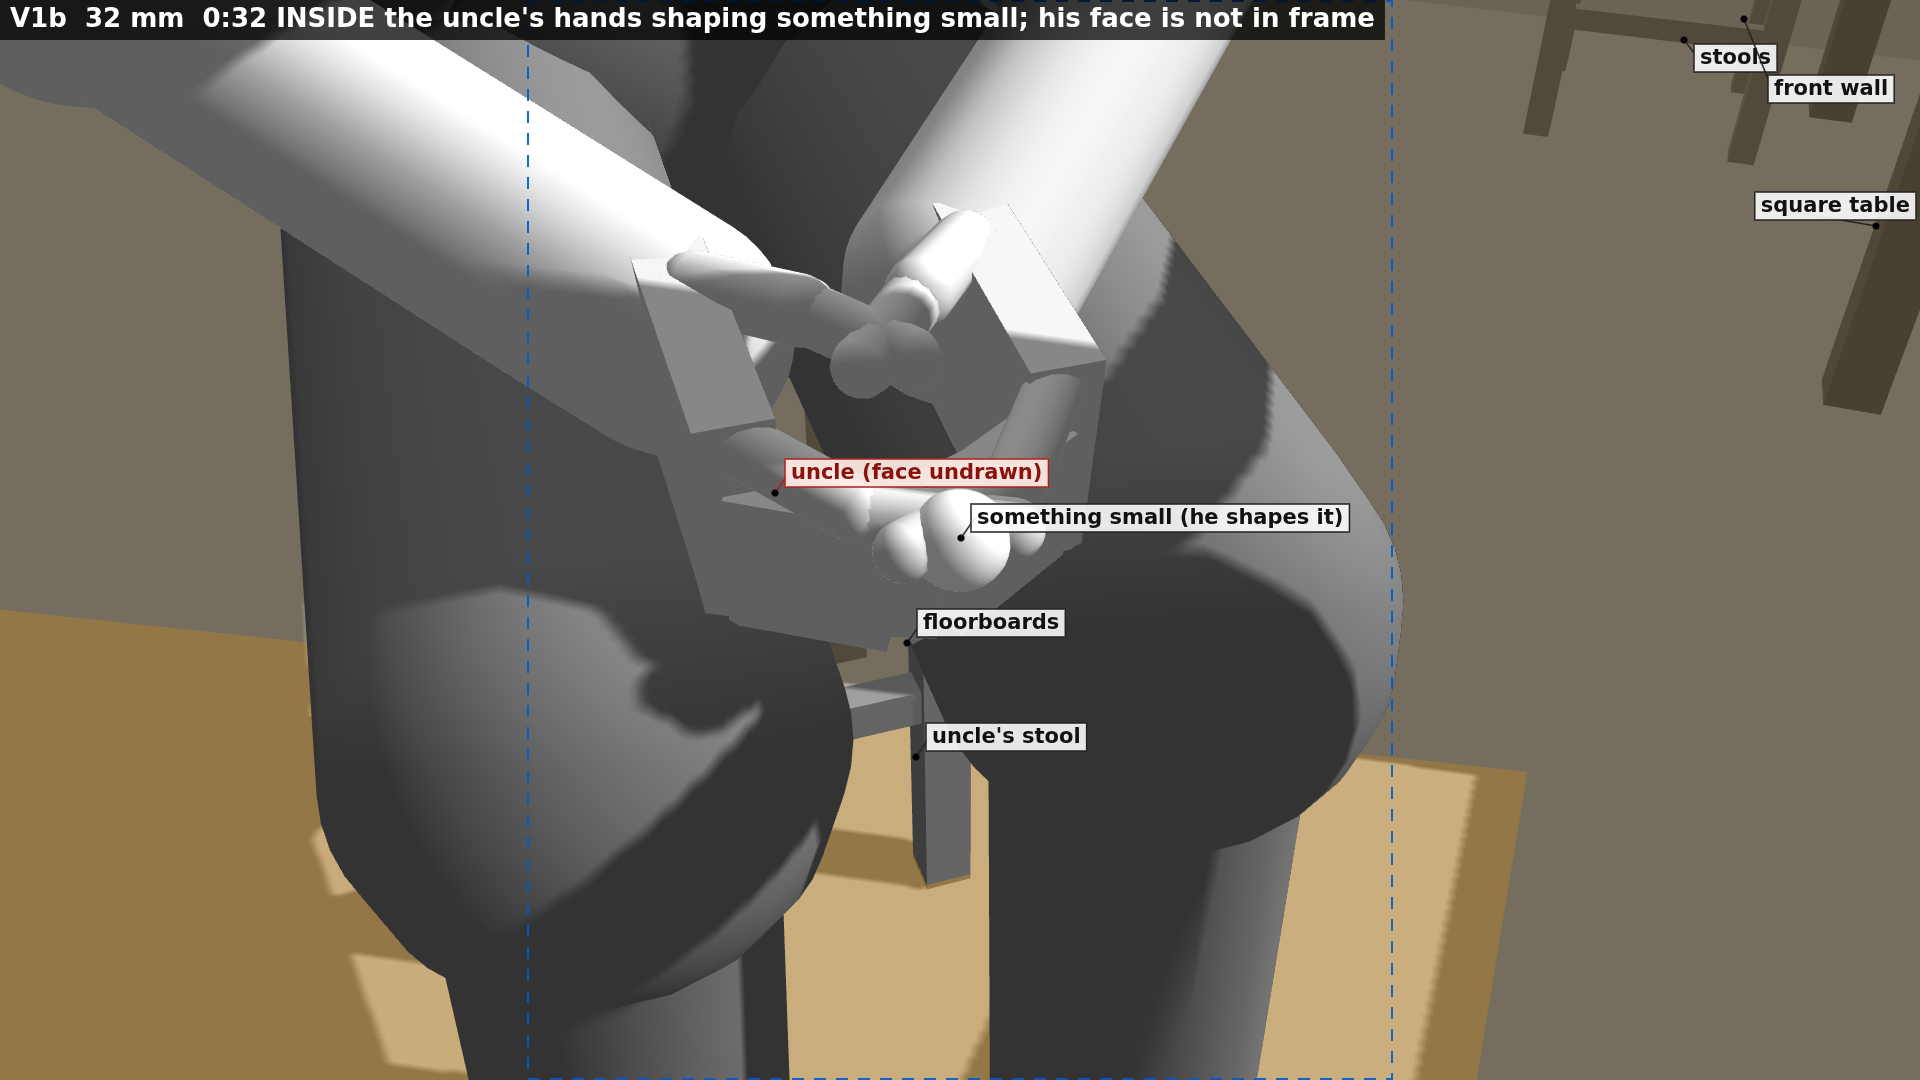 V1b  32 mm  0:32 INSIDE the uncle's hands shaping something small; his face is not in frame
stools
front wall
square table
uncle (face undrawn)
something small (he shapes it)
floorboards
uncle's stool